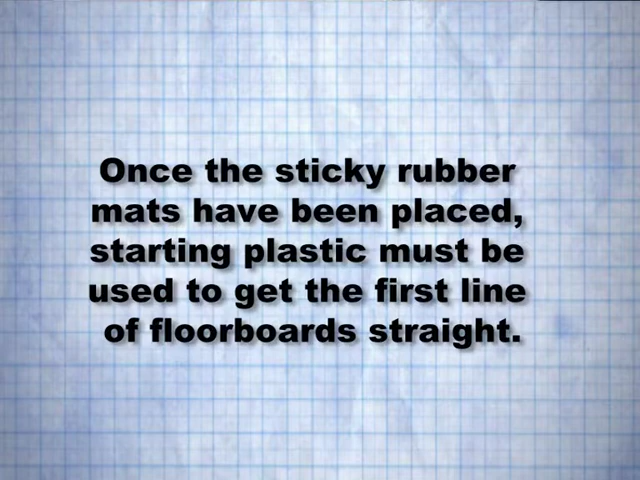 Once the sticky rubber
mats have been placed,
starting plastic must be
used to get the first line
of floorboards straight.